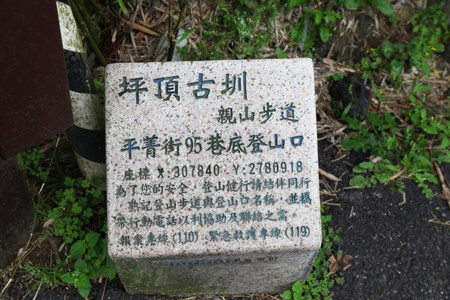 坪頂古圳
親山步道
平菁街95巷底登山口
座標 X:307840 Y:2780918
為了您的安全，登山健行請結伴同行
熟記登山步道與登山口名稱，並攜
帶行動電話以利協助及聯絡之需
報案專線(110) 緊急救護專線(119)